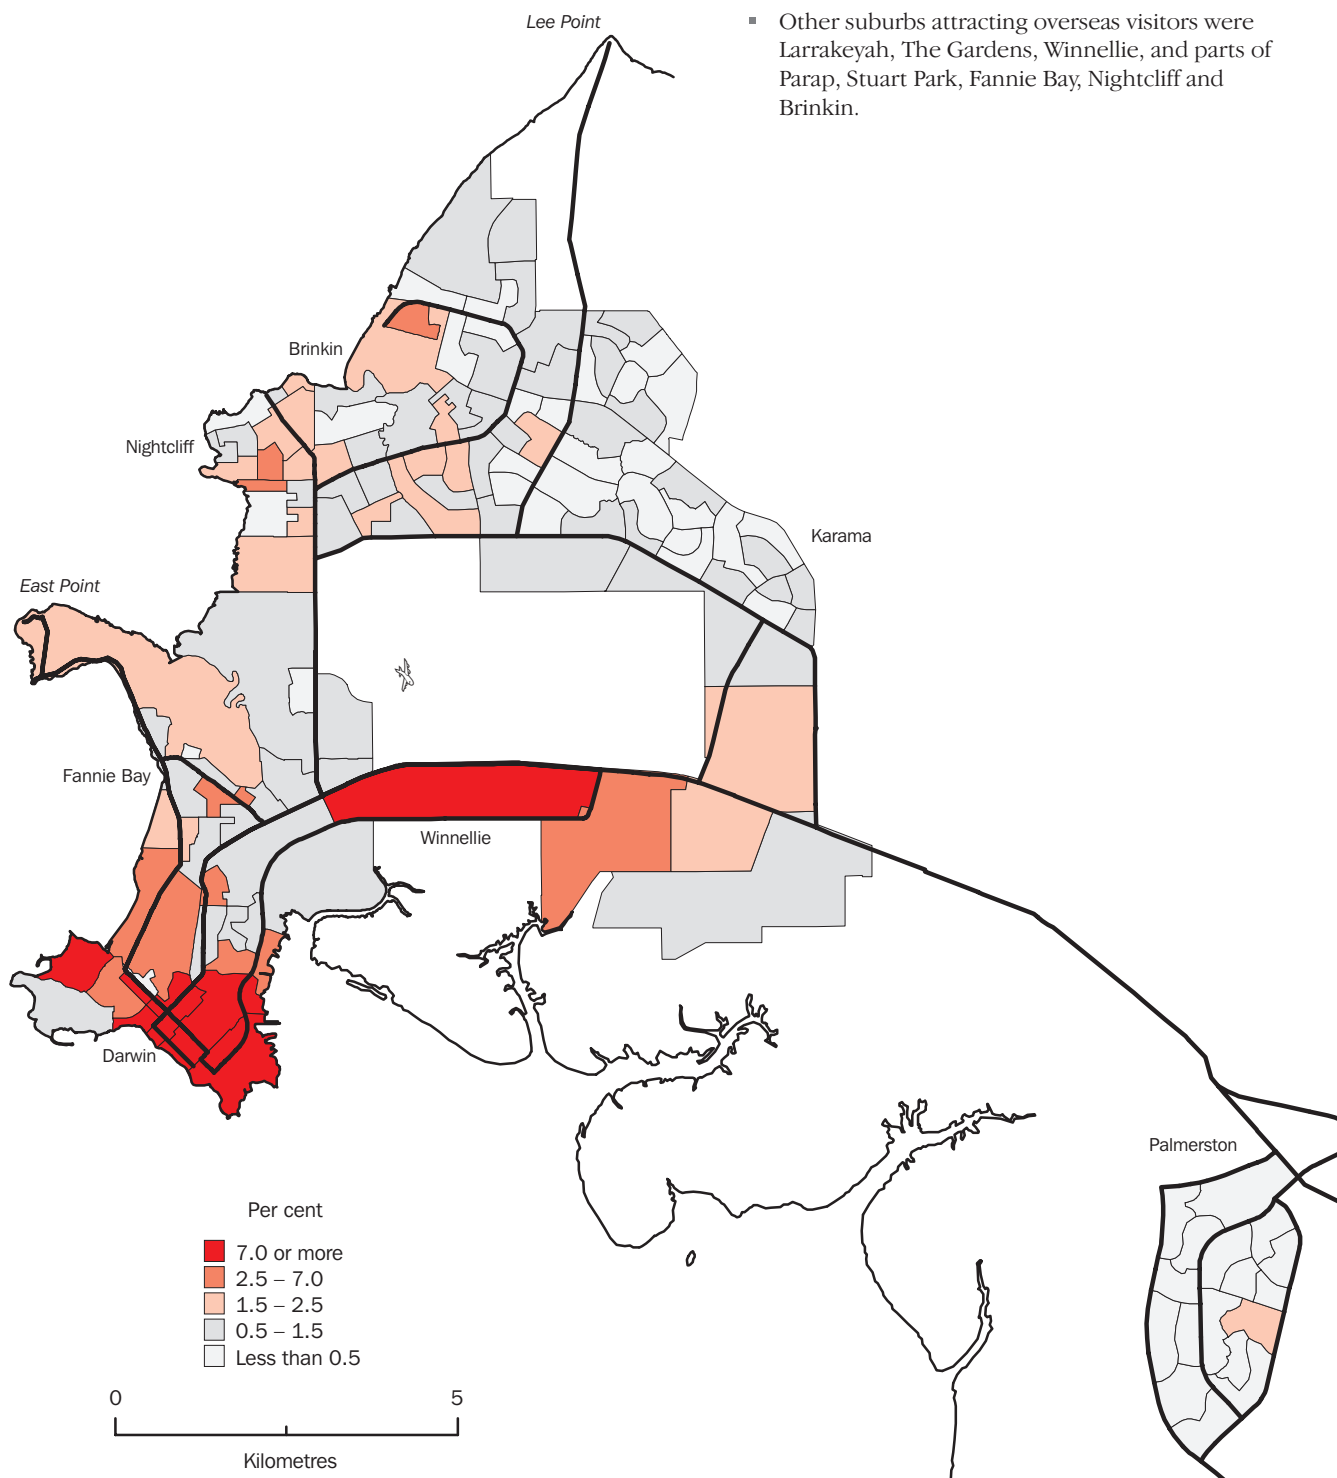 Lee Point
▪ Other suburbs attracting overseas visitors were
Larrakeyah, The Gardens, Winnellie, and parts of
Parap, Stuart Park, Fannie Bay, Nightcliff and
Brinkin.
Brinkin
Nightcliff
Karama
East Point
Fannie Bay
Winnellie
Darwin
Palmerston
Per cent
7.0 or more
2.5 – 7.0
1.5 – 2.5
0.5 – 1.5
Less than 0.5
0 5
Kilometres